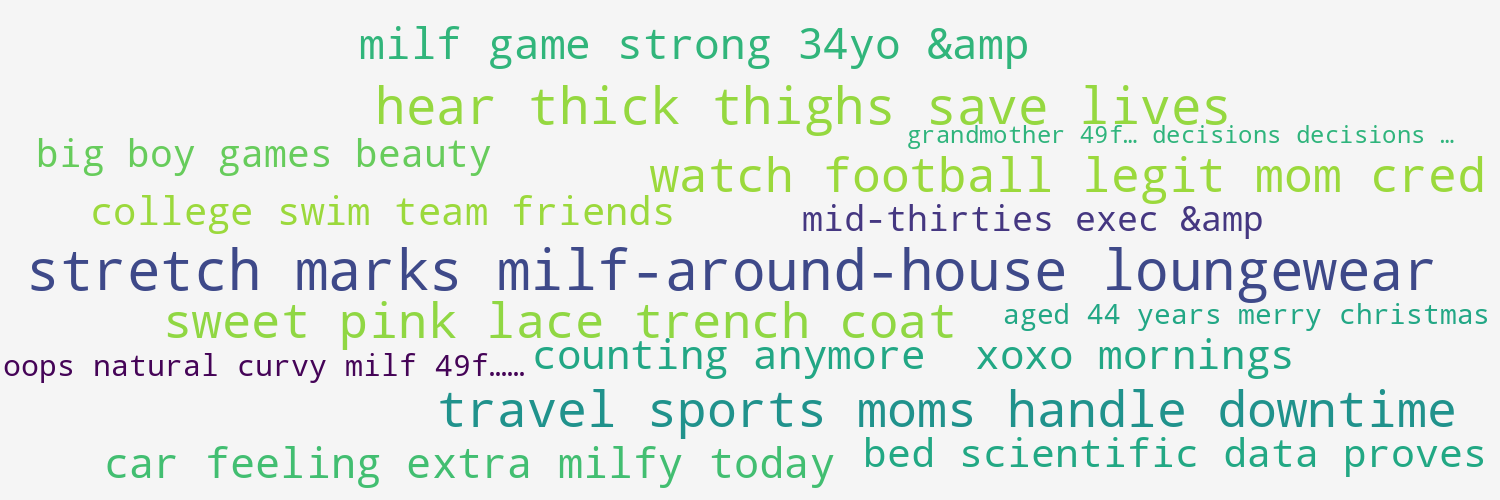 milf game strong 34yo &amp
hear thick thighs save lives
grandmother 49f… decisions decisions …
big boy games beauty
watch football legit mom cred
college swim team friends
mid-thirties exec &amp
stretch marks milf-around-house loungewear
sweet pink lace trench coat
aged 44 years merry christmas
oops natural curvy milf 49f……
counting anymore
xoxo mornings
travel sports moms handle downtime
car feeling extra milfy today
bed scientific data proves